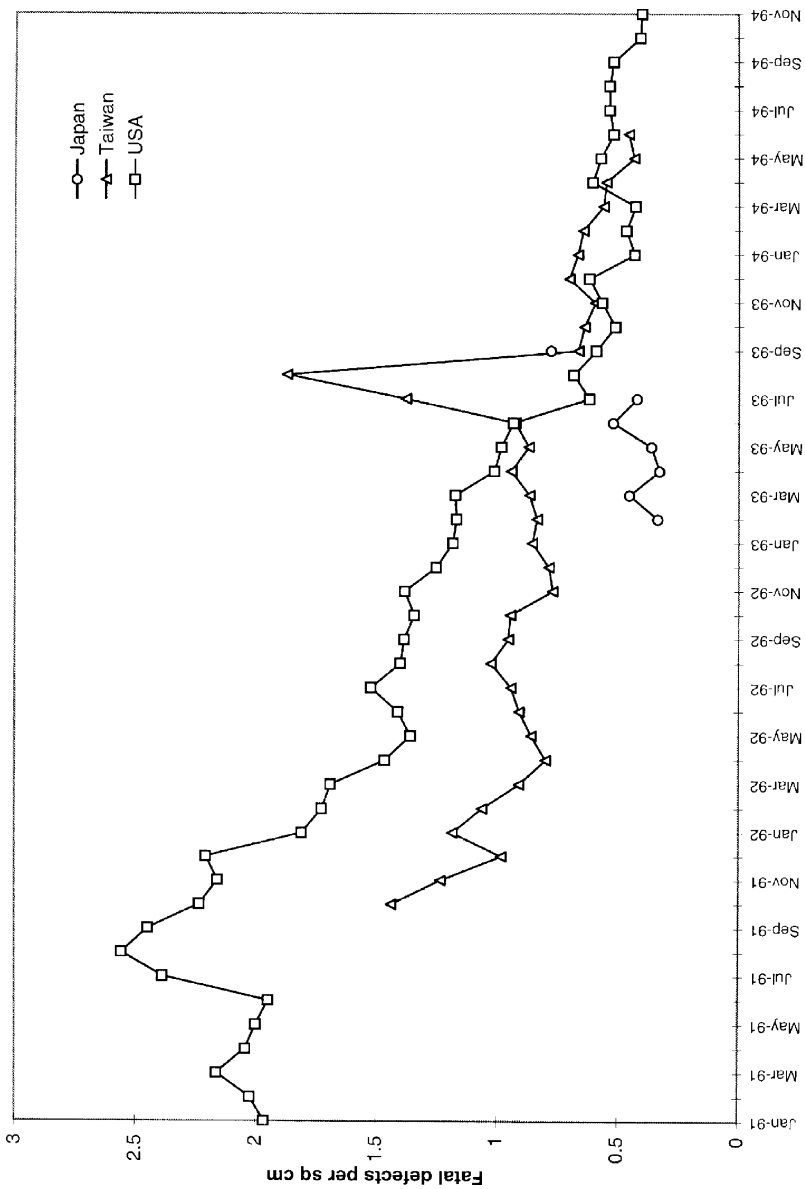 Fatal defects per sq cm
3
2.5
2
1.5
1
0.5
0
Japan
Taiwan
USA
Jan-91
Mar-91
May-91
Jul-91
Sep-91
Nov-91
Jan-92
Mar-92
May-92
Jul-92
Sep-92
Nov-92
Jan-93
Mar-93
May-93
Jul-93
Sep-93
Nov-93
Jan-94
Mar-94
May-94
Jul-94
Sep-94
Nov-94